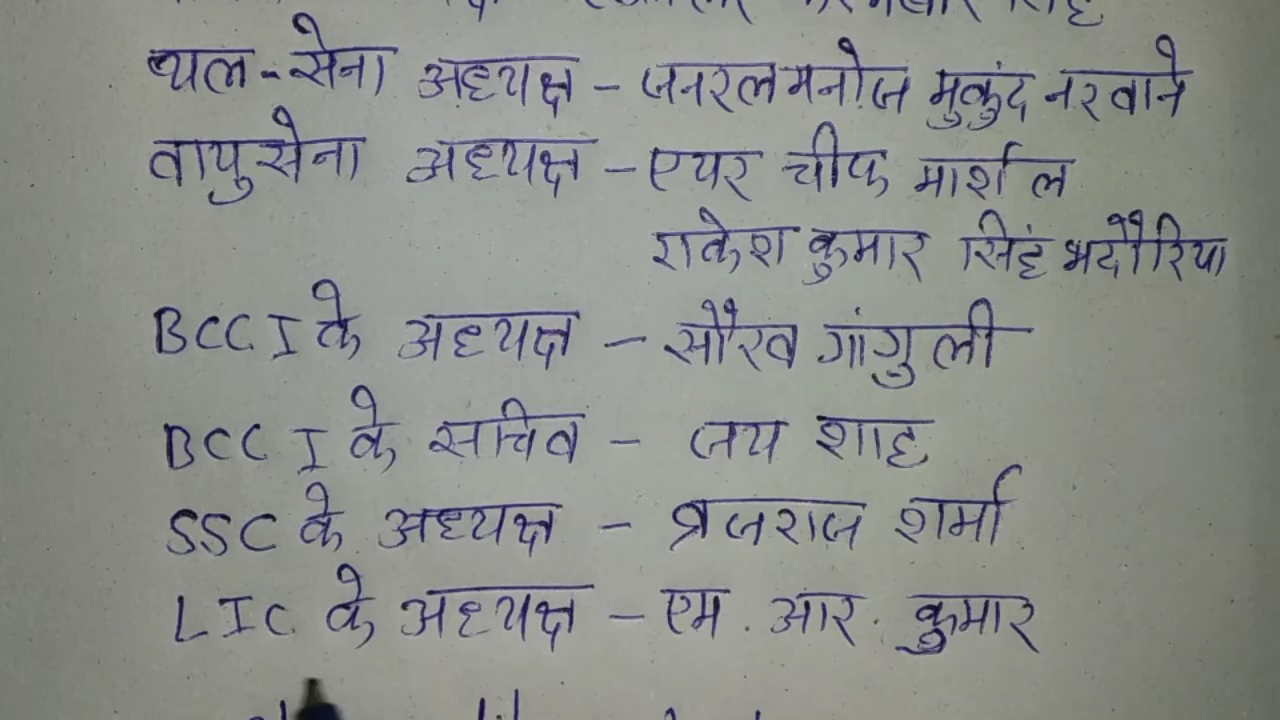 थल-सेना अध्यक्ष - जनरल मनोज मुकुंद नरवाने
वायुसेना अध्यक्ष - एयर चीफ मार्शल
राकेश कुमार सिंह भदौरिया
BCCI के अध्यक्ष - सौरव गांगुली
BCCI के सचिव - जय शाह
SSC के अध्यक्ष - ब्रजराज शर्मा
LIC के अध्यक्ष - एम. आर. कुमार